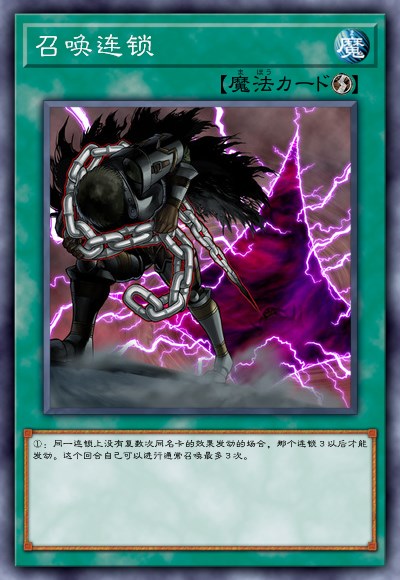 召唤连锁
魔
【魔法カード】
ま ほう
①：同一连锁上没有复数次同名卡的效果发动的场合，那个连锁３以后才能
发动。这个回合自己可以进行通常召唤最多３次。